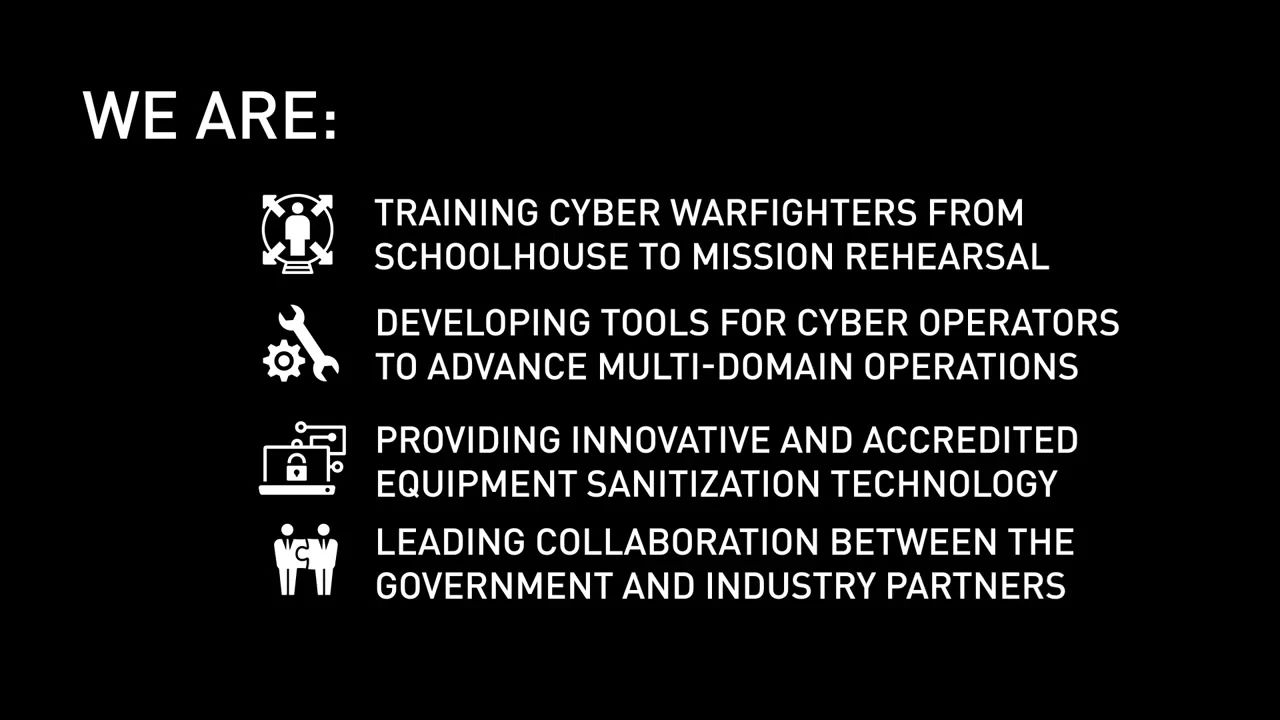 WE ARE:
TRAINING CYBER WARFIGHTERS FROM
SCHOOLHOUSE TO MISSION REHEARSAL
DEVELOPING TOOLS FOR CYBER OPERATORS
TO ADVANCE MULTI-DOMAIN OPERATIONS
PROVIDING INNOVATIVE AND ACCREDITED
EQUIPMENT SANITIZATION TECHNOLOGY
LEADING COLLABORATION BETWEEN THE
GOVERNMENT AND INDUSTRY PARTNERS